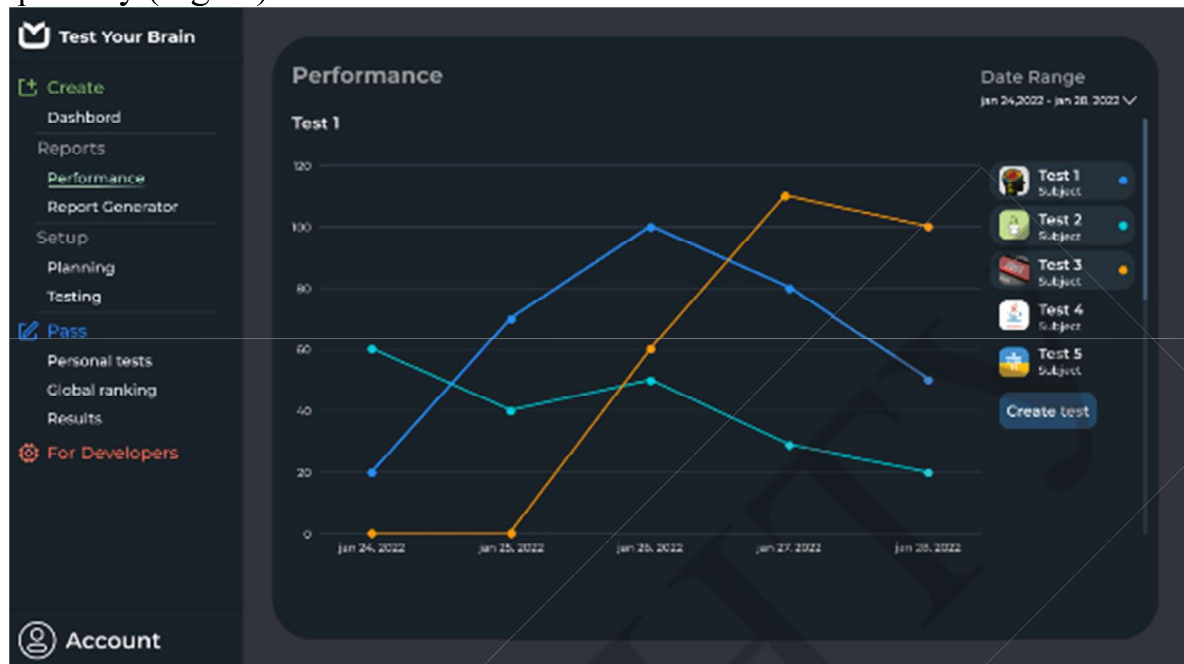 Test Your Brain
Create
Dashbord
Reports
Performance
Report Generator
Setup
Planning
Testing
Pass
Personal tests
Global ranking
Results
For Developers
Account
Performance
Date Range
jan 24,2022 - jan 28, 2022
Test 1
120
100
80
60
40
20
0
jan 24, 2022
jan 25, 2022
jan 26, 2022
jan 27, 2022
jan 28, 2022
Test 1
Subject
Test 2
Subject
Test 3
Subject
Test 4
Subject
Test 5
Subject
Create test